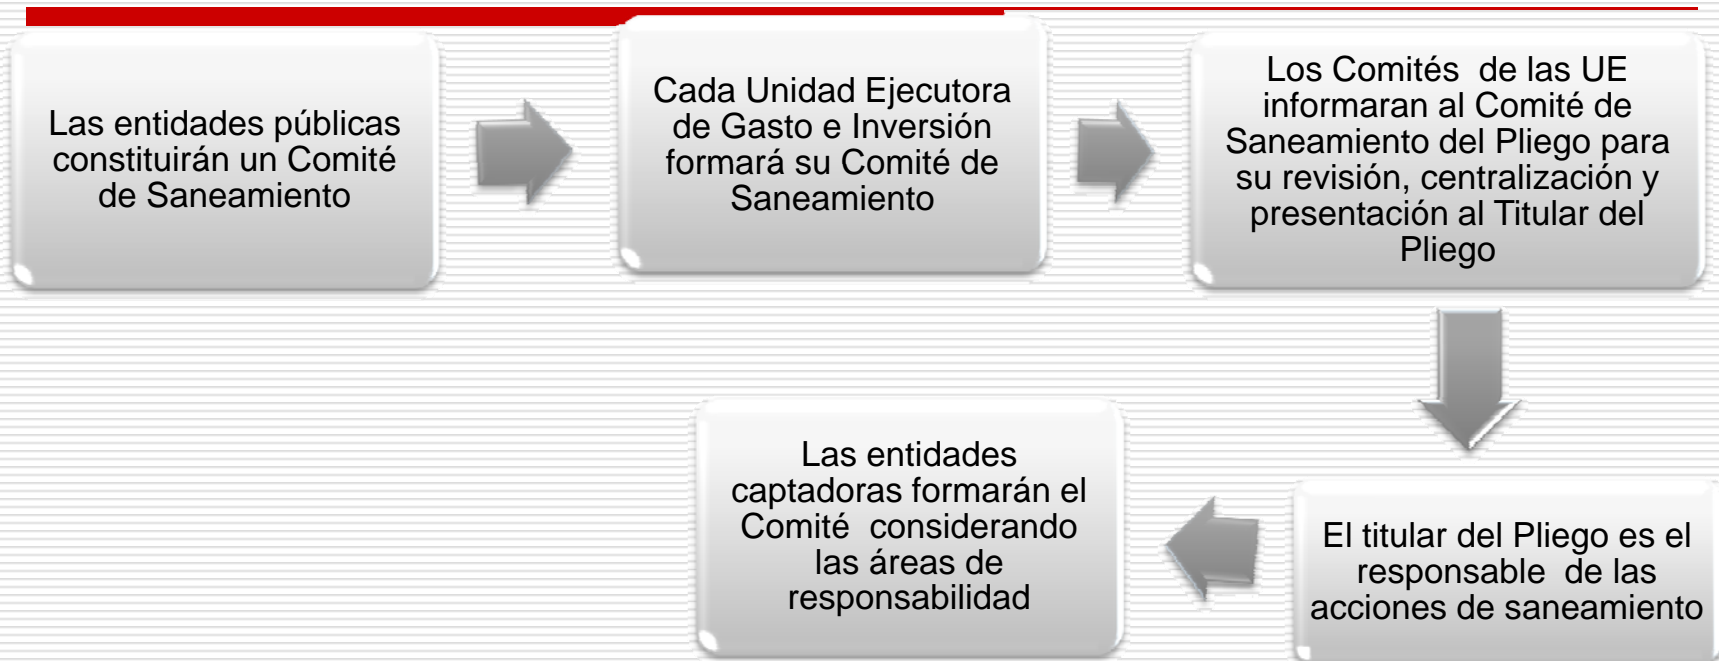 Las entidades públicas
constituirán un Comité
de Saneamiento
Cada Unidad Ejecutora
de Gasto e Inversión
formará su Comité de
Saneamiento
Los Comités de las UE
informaran al Comité de
Saneamiento del Pliego para
su revisión, centralización y
presentación al Titular del
Pliego
El titular del Pliego es el
responsable de las
acciones de saneamiento
Las entidades
captadoras formarán el
Comité considerando
las áreas de
responsabilidad